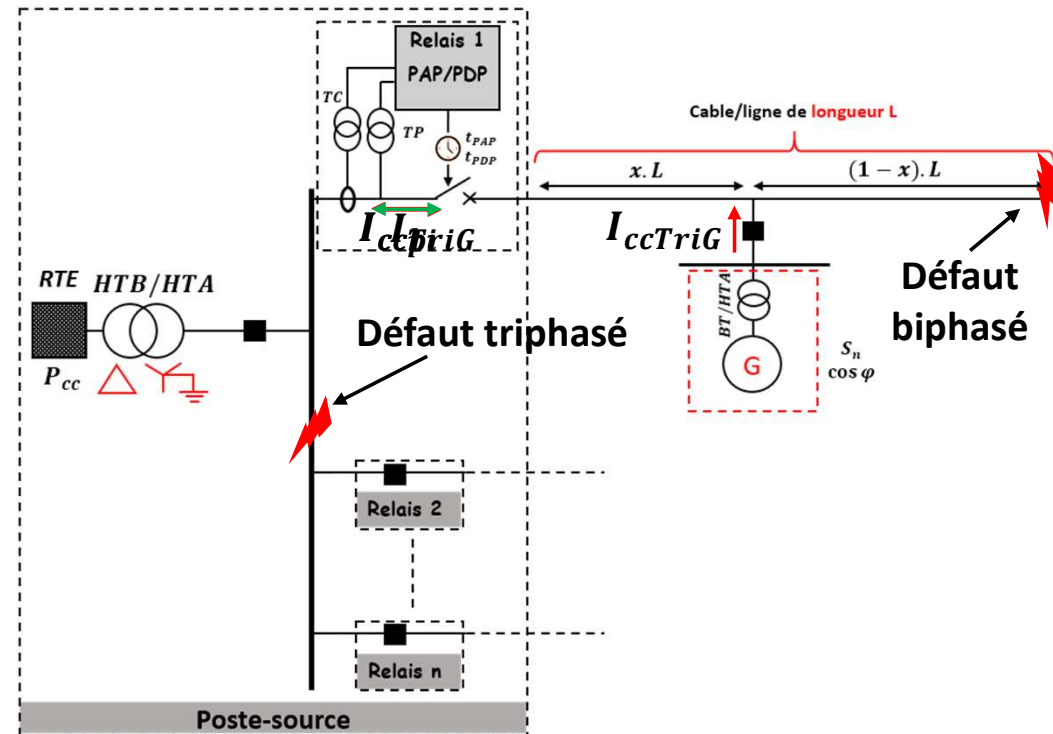 Relais 1
PAP/PDP
TC
TP
t_PAP
t_PDP
Cable/ligne de longueur L
x.L
(1 − x).L
I_ccTriG
I_ccTriG
Défaut
biphasé
RTE
HTB/HTA
P_cc
Défaut triphasé
BT/HTA
G
S_n
cos φ
Relais 2
Relais n
Poste-source